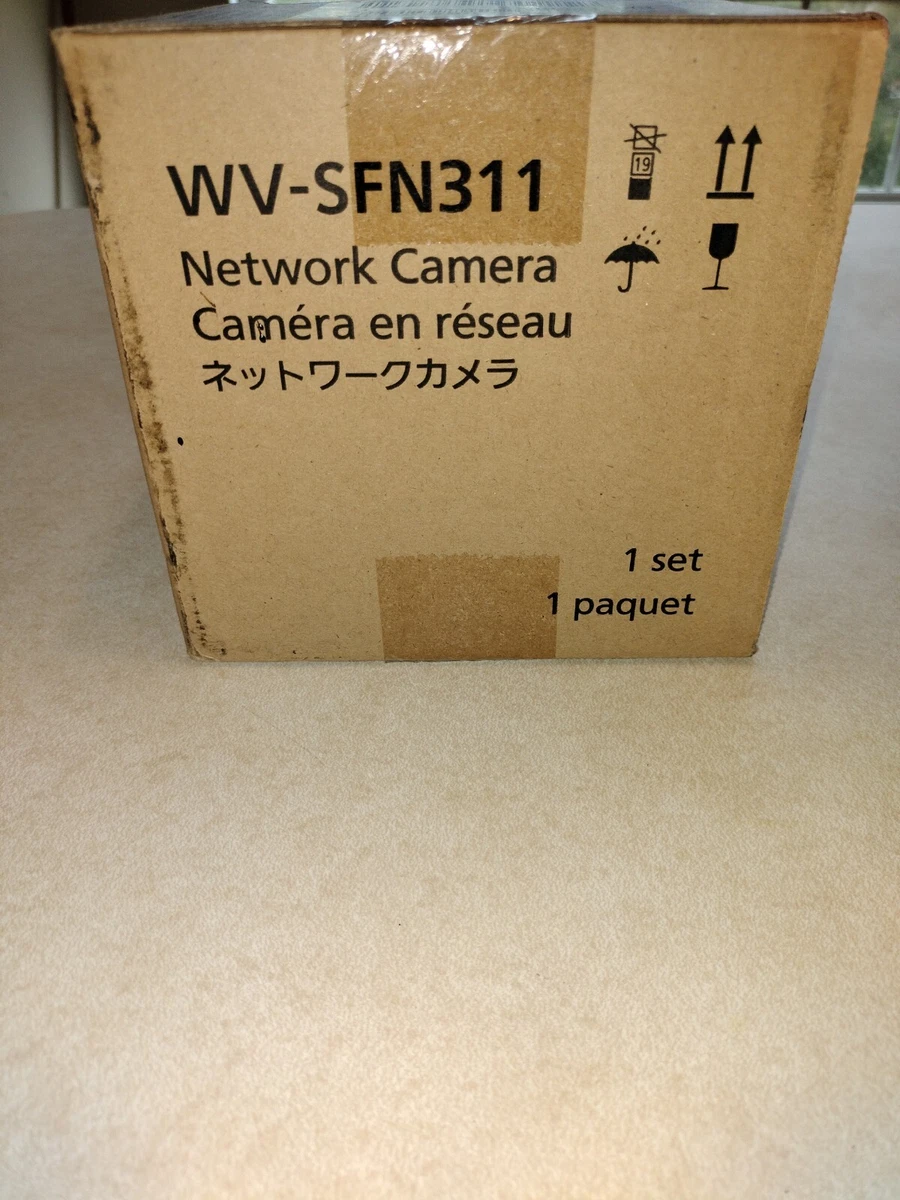 WV-SFN311
Network Camera
Caméra en réseau
ネットワークカメラ
19
1 set
1 paquet